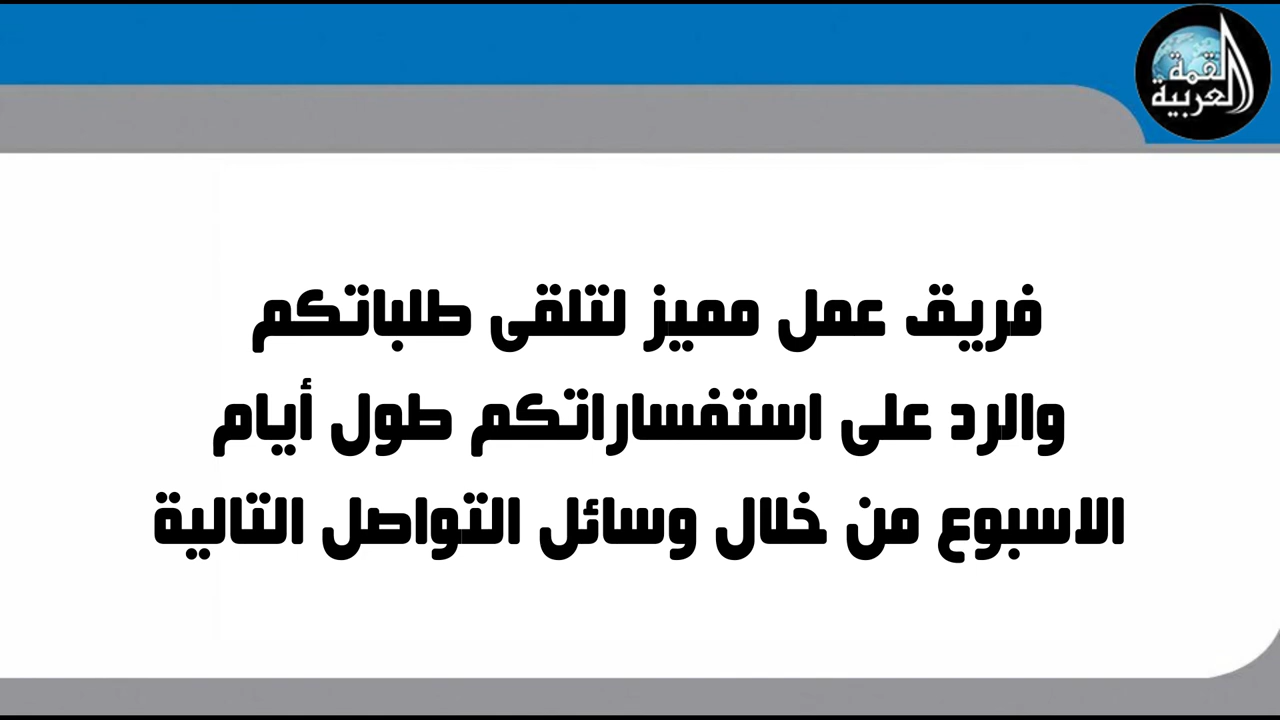 القمة
العربية
فريق عمل مميز لتلقى طلباتكم
والرد على استفساراتكم طول أيام
الاسبوع من خلال وسائل التواصل التالية